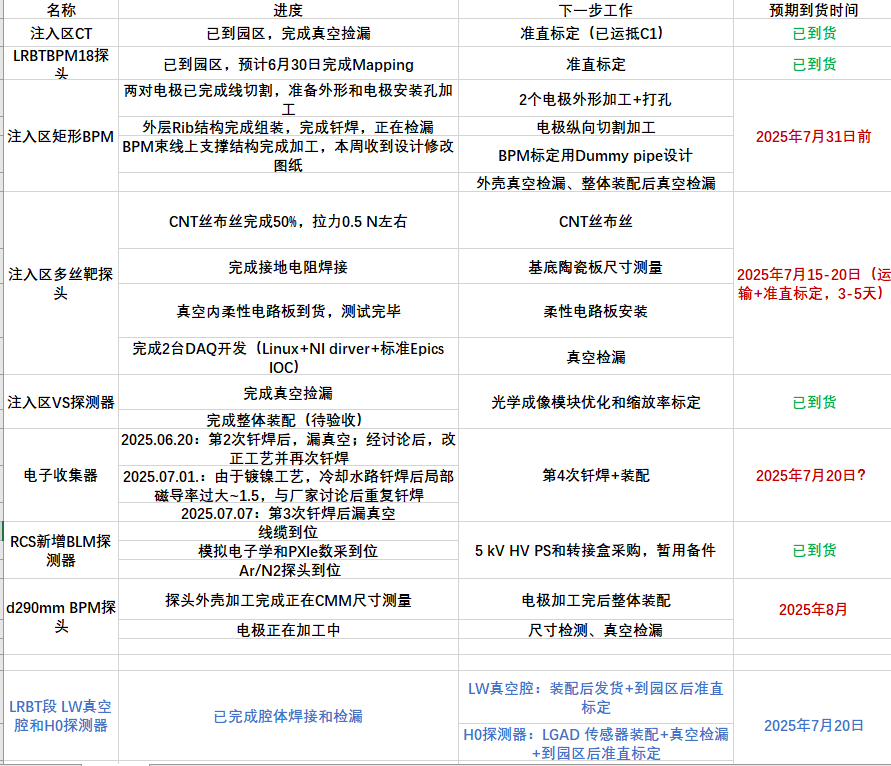 名称 进度 下一步工作 预期到货时间
注入区CT 已到园区，完成真空捡漏 准直标定（已运抵C1） 已到货
LRBTBPM18探
头
已到园区，预计6月30日完成Mapping 准直标定 已到货
注入区矩形BPM
两对电极已完成线切割，准备外形和电极安装孔加
工
2个电极外形加工+打孔
外层Rib结构完成组装，完成钎焊，正在检漏 电极纵向切割加工
BPM束线上支撑结构完成加工，本周收到设计修改
图纸
BPM标定用Dummy pipe设计
外壳真空检漏、整体装配后真空检漏
2025年7月31日前
注入区多丝靶探
头
CNT丝布丝完成50%，拉力0.5 N左右 CNT丝布丝
完成接地电阻焊接 基底陶瓷板尺寸测量
真空内柔性电路板到货，测试完毕 柔性电路板安装
完成2台DAQ开发（Linux+NI dirver+标准Epics
IOC）
真空检漏
2025年7月15-20日（运
输+准直标定，3-5天）
注入区VS探测器
完成真空捡漏
完成整体装配（待验收）
光学成像模块优化和缩放率标定 已到货
电子收集器
2025.06.20：第2次钎焊后，漏真空；经讨论后，改
正工艺并再次钎焊
2025.07.01.：由于镀镍工艺，冷却水路钎焊后局部
磁导率过大~1.5，与厂家讨论后重复钎焊
2025.07.07：第3次钎焊后漏真空
第4次钎焊+装配 2025年7月20日？
RCS新增BLM探
测器
线缆到位
模拟电子学和PXIe数采到位
Ar/N2探头到位
5 kV HV PS和转接盒采购，暂用备件 已到货
d290mm BPM探
头
探头外壳加工完成正在CMM尺寸测量 电极加工完后整体装配
电极正在加工中 尺寸检测、真空检漏
2025年8月
LRBT段 LW真空
腔和H0探测器
已完成腔体焊接和检漏
LW真空腔：装配后发货+到园区后准直
标定
H0探测器：LGAD 传感器装配+真空检漏
+到园区后准直标定
2025年7月20日